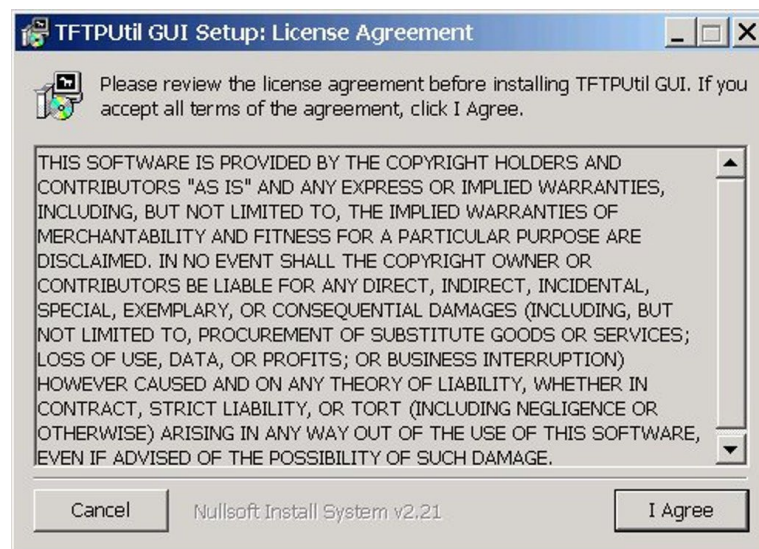 TFTPUtil GUI Setup: License Agreement
Please review the license agreement before installing TFTPUtil GUI. If you
accept all terms of the agreement, click I Agree.
THIS SOFTWARE IS PROVIDED BY THE COPYRIGHT HOLDERS AND
CONTRIBUTORS "AS IS" AND ANY EXPRESS OR IMPLIED WARRANTIES,
INCLUDING, BUT NOT LIMITED TO, THE IMPLIED WARRANTIES OF
MERCHANTABILITY AND FITNESS FOR A PARTICULAR PURPOSE ARE
DISCLAIMED. IN NO EVENT SHALL THE COPYRIGHT OWNER OR
CONTRIBUTORS BE LIABLE FOR ANY DIRECT, INDIRECT, INCIDENTAL,
SPECIAL, EXEMPLARY, OR CONSEQUENTIAL DAMAGES (INCLUDING, BUT
NOT LIMITED TO, PROCUREMENT OF SUBSTITUTE GOODS OR SERVICES;
LOSS OF USE, DATA, OR PROFITS; OR BUSINESS INTERRUPTION)
HOWEVER CAUSED AND ON ANY THEORY OF LIABILITY, WHETHER IN
CONTRACT, STRICT LIABILITY, OR TORT (INCLUDING NEGLIGENCE OR
OTHERWISE) ARISING IN ANY WAY OUT OF THE USE OF THIS SOFTWARE,
EVEN IF ADVISED OF THE POSSIBILITY OF SUCH DAMAGE.
Cancel
Nullsoft Install System v2.21
I Agree